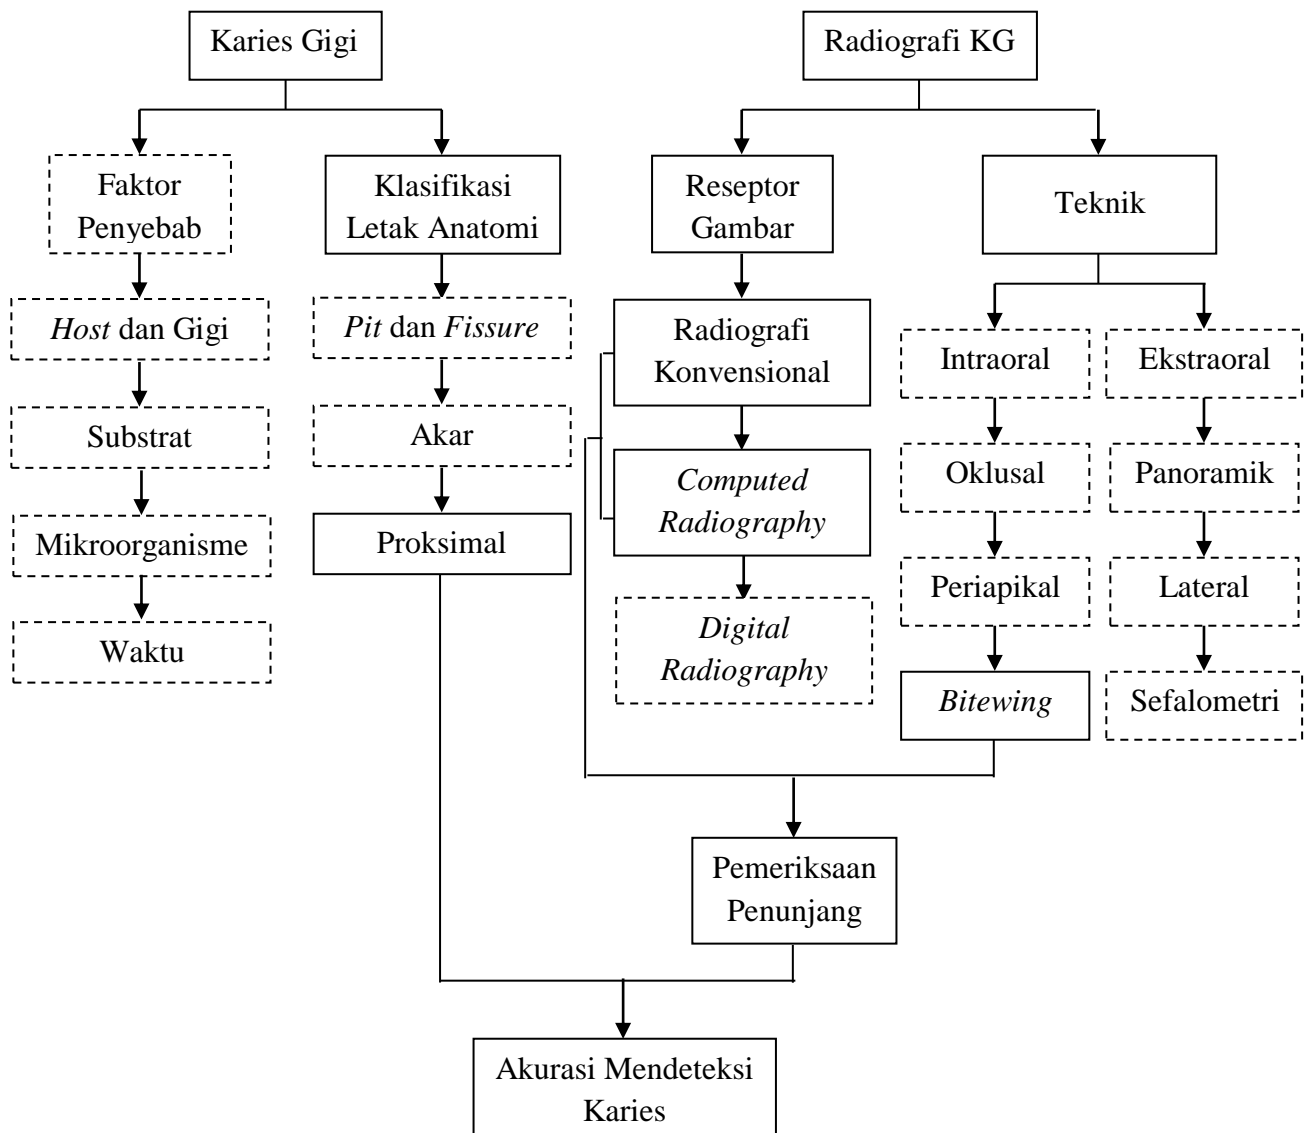 Karies Gigi
Radiografi KG
Faktor
Penyebab
Klasifikasi
Letak Anatomi
Reseptor
Gambar
Teknik
Host dan Gigi
Pit dan Fissure
Radiografi
Konvensional
Intraoral
Ekstraoral
Substrat
Akar
Computed
Radiography
Oklusal
Panoramik
Mikroorganisme
Proksimal
Periapikal
Lateral
Waktu
Digital
Radiography
Bitewing
Sefalometri
Pemeriksaan
Penunjang
Akurasi Mendeteksi
Karies